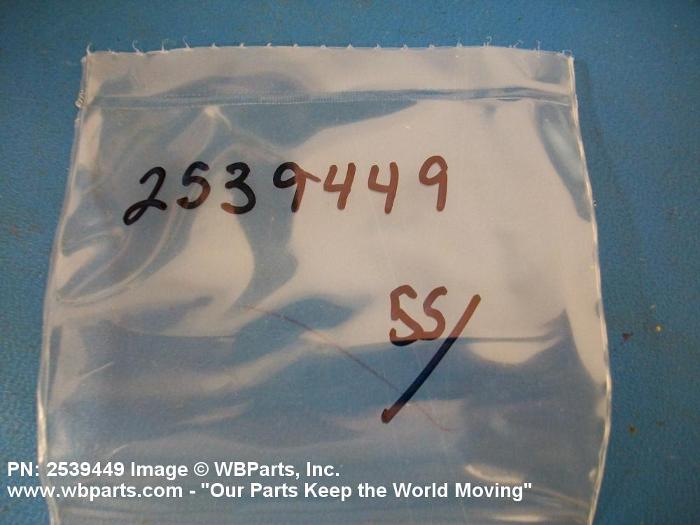 2539449
55/
PN: 2539449 Image © WBParts, Inc.
www.wbparts.com - "Our Parts Keep the World Moving"